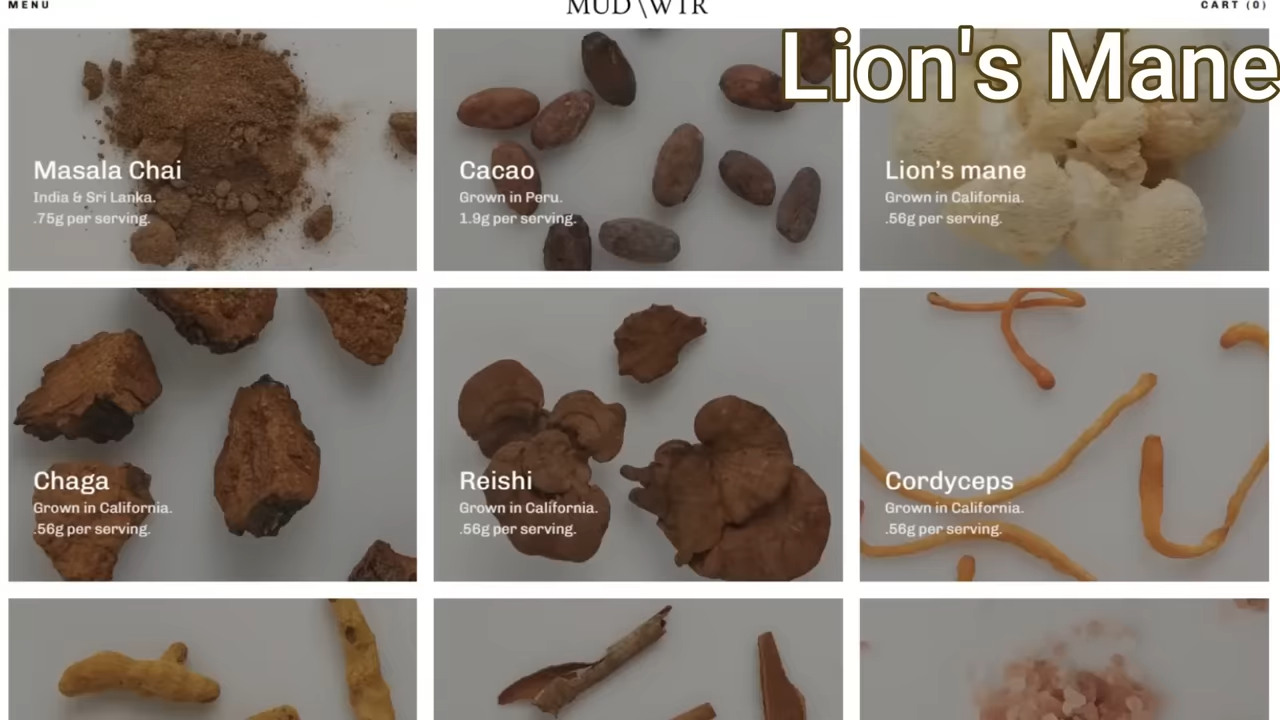 MENU
MUD\WTR
CART (0)
Lion's Mane
Masala Chai
India & Sri Lanka.
.75g per serving.
Cacao
Grown in Peru.
1.9g per serving.
Lion’s mane
Grown in California.
.56g per serving.
Chaga
Grown in California.
.56g per serving.
Reishi
Grown in California.
.56g per serving.
Cordyceps
Grown in California.
.56g per serving.